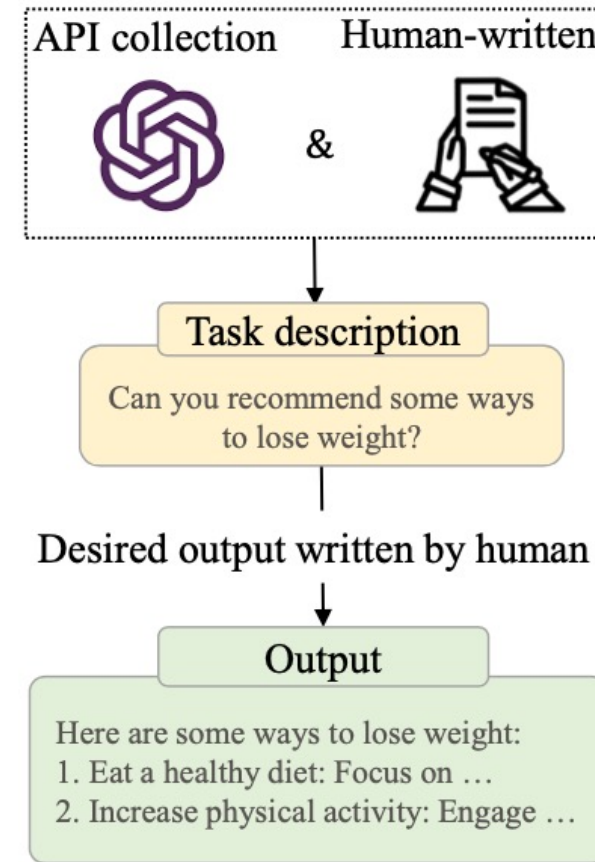 API collection Human-written
&
Task description
Can you recommend some ways
to lose weight?
Desired output written by human
Output
Here are some ways to lose weight:
1. Eat a healthy diet: Focus on …
2. Increase physical activity: Engage …